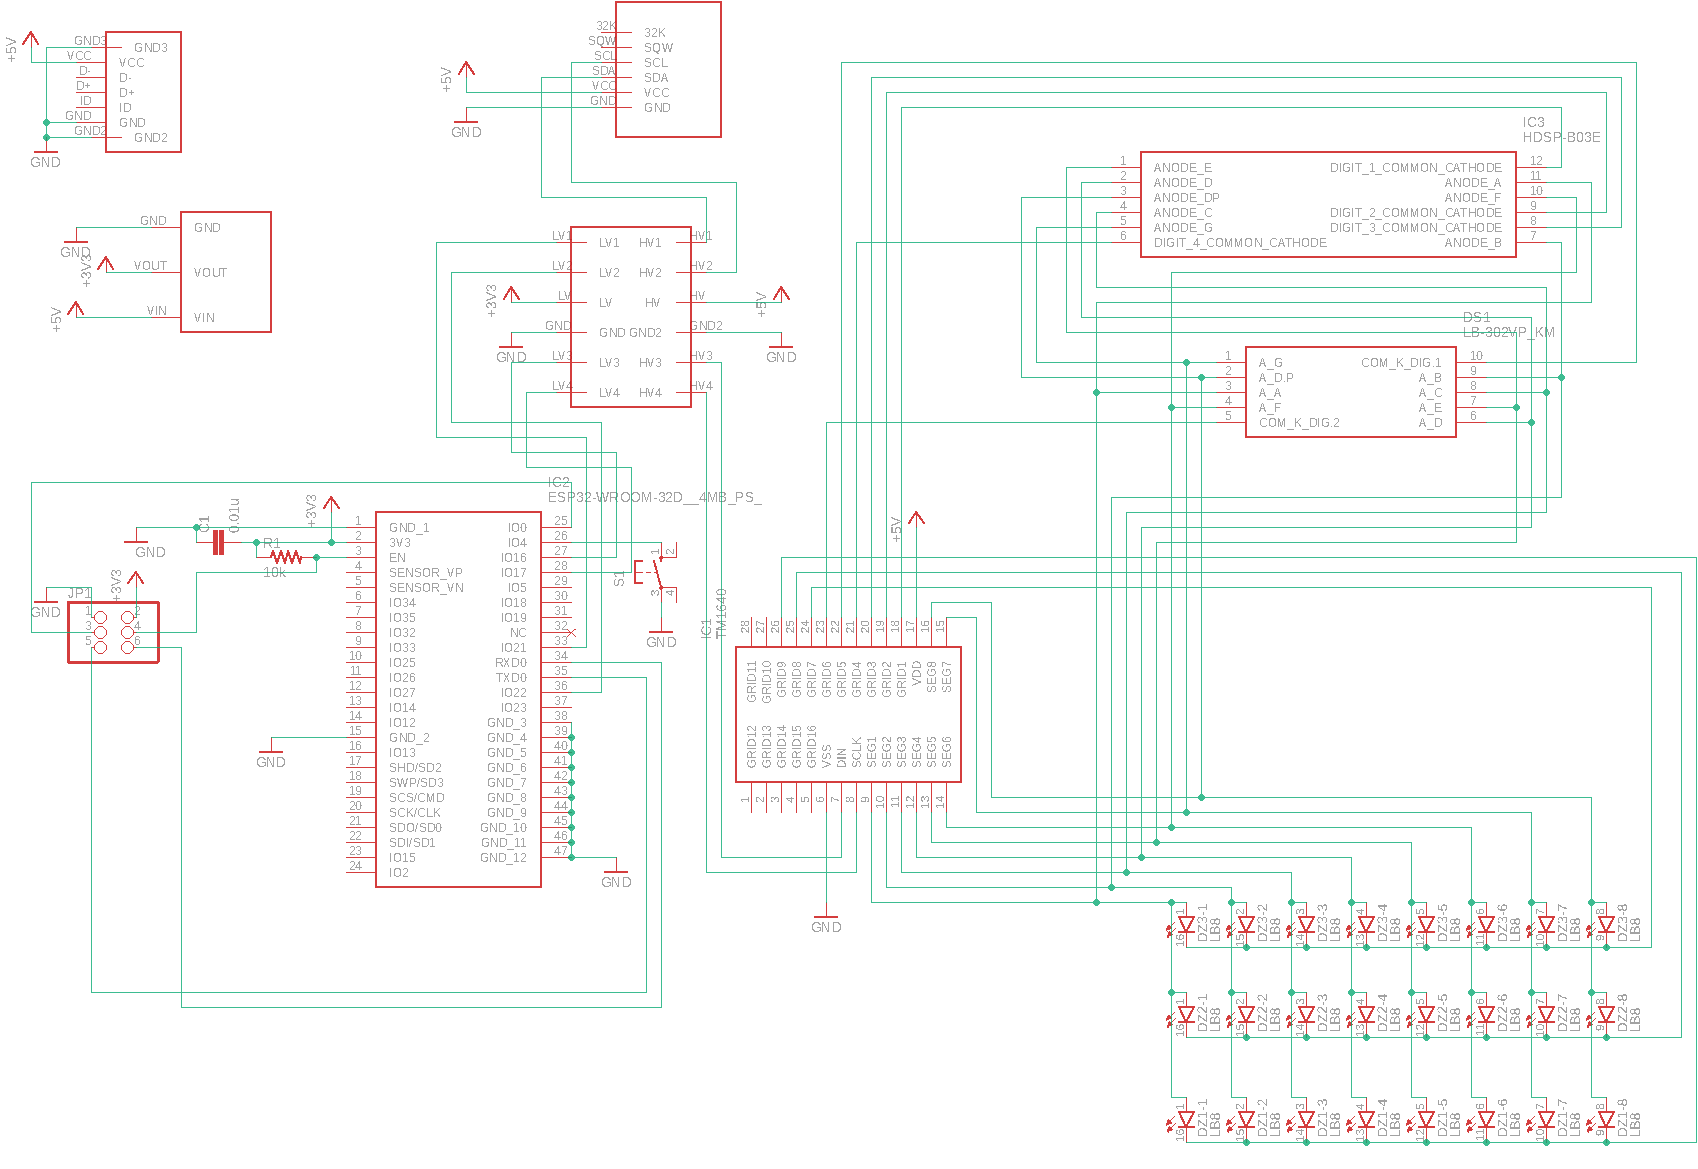 +5V
GND3
VCC
D-
D+
ID
GND
GND2
GND3
VCC
D-
D+
ID
GND
GND2
GND
GND
VOUT
VIN
GND
VOUT
VIN
GND
+3V3
+5V
32K
SQW
SCL
SDA
VCC
GND
32K
SQW
SCL
SDA
VCC
GND
+5V
GND
LV1
LV2
LV
GND
LV3
LV4
LV1 HV1
LV2 HV2
LV HV
GND GND2
LV3 HV3
LV4 HV4
HV1
HV2
HV
GND2
HV3
HV4
+3V3
GND
+5V
GND
IC3
HDSP-B03E
1 ANODE_E DIGIT_1_COMMON_CATHODE 12
2 ANODE_D ANODE_A 11
3 ANODE_DP ANODE_F 10
4 ANODE_C DIGIT_2_COMMON_CATHODE 9
5 ANODE_G DIGIT_3_COMMON_CATHODE 8
6 DIGIT_4_COMMON_CATHODE ANODE_B 7
DS1
LB-302VP_KM
1 A_G COM_K_DIG.1 10
2 A_D.P A_B 9
3 A_A A_C 8
4 A_F A_E 7
5 COM_K_DIG.2 A_D 6
IC2
ESP32-WROOM-32D__4MB_PS_
1 GND_1 IO0 25
2 3V3 IO4 26
3 EN IO16 27
4 SENSOR_VP IO17 28
5 SENSOR_VN IO5 29
6 IO34 IO18 30
7 IO35 IO19 31
8 IO32 NC 32
9 IO33 IO21 33
10 IO25 RXD0 34
11 IO26 TXD0 35
12 IO27 IO22 36
13 IO14 IO23 37
14 IO12 GND_3 38
15 GND_2 GND_4 39
16 IO13 GND_5 40
17 SHD/SD2 GND_6 41
18 SWP/SD3 GND_7 42
19 SCS/CMD GND_8 43
20 SCK/CLK GND_9 44
21 SDO/SD0 GND_10 45
22 SDI/SD1 GND_11 46
23 IO15 GND_12 47
24 IO2
C1
0.01u
R1
10k
+3V3
GND
GND
JP1
+3V3
1 2
3 4
5 6
GND
GND
S1
1 2
3 4
GND
IC1
TM1640
+5V
28 27 26 25 24 23 22 21 20 19 18 17 16 15
GRID11 GRID10 GRID9 GRID8 GRID7 GRID6 GRID5 GRID4 GRID3 GRID2 GRID1 VDD SEG8 SEG7
GRID12 GRID13 GRID14 GRID15 GRID16 VSS DIN SCLK SEG1 SEG2 SEG3 SEG4 SEG5 SEG6
1 2 3 4 5 6 7 8 9 10 11 12 13 14
GND
1 2 3 4 5 6 7 8
DZ3-1 DZ3-2 DZ3-3 DZ3-4 DZ3-5 DZ3-6 DZ3-7 DZ3-8
LB8 LB8 LB8 LB8 LB8 LB8 LB8 LB8
16 15 14 13 12 11 10 9
1 2 3 4 5 6 7 8
DZ2-1 DZ2-2 DZ2-3 DZ2-4 DZ2-5 DZ2-6 DZ2-7 DZ2-8
LB8 LB8 LB8 LB8 LB8 LB8 LB8 LB8
16 15 14 13 12 11 10 9
1 2 3 4 5 6 7 8
DZ1-1 DZ1-2 DZ1-3 DZ1-4 DZ1-5 DZ1-6 DZ1-7 DZ1-8
LB8 LB8 LB8 LB8 LB8 LB8 LB8 LB8
16 15 14 13 12 11 10 9